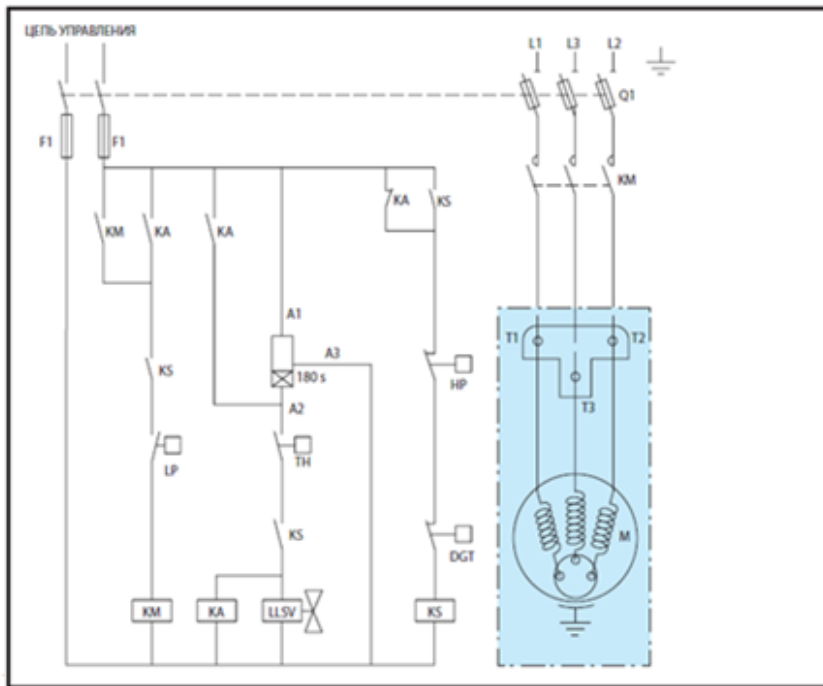 ЦЕПЬ УПРАВЛЕНИЯ
L1 L3 L2
Q1
F1 F1
KM
KA KS
KM KA KA
A1
T1 T2
A3
KS 180 s HP
A2 T3
LP TH
KS M
DGT
KM KA LLSV KS